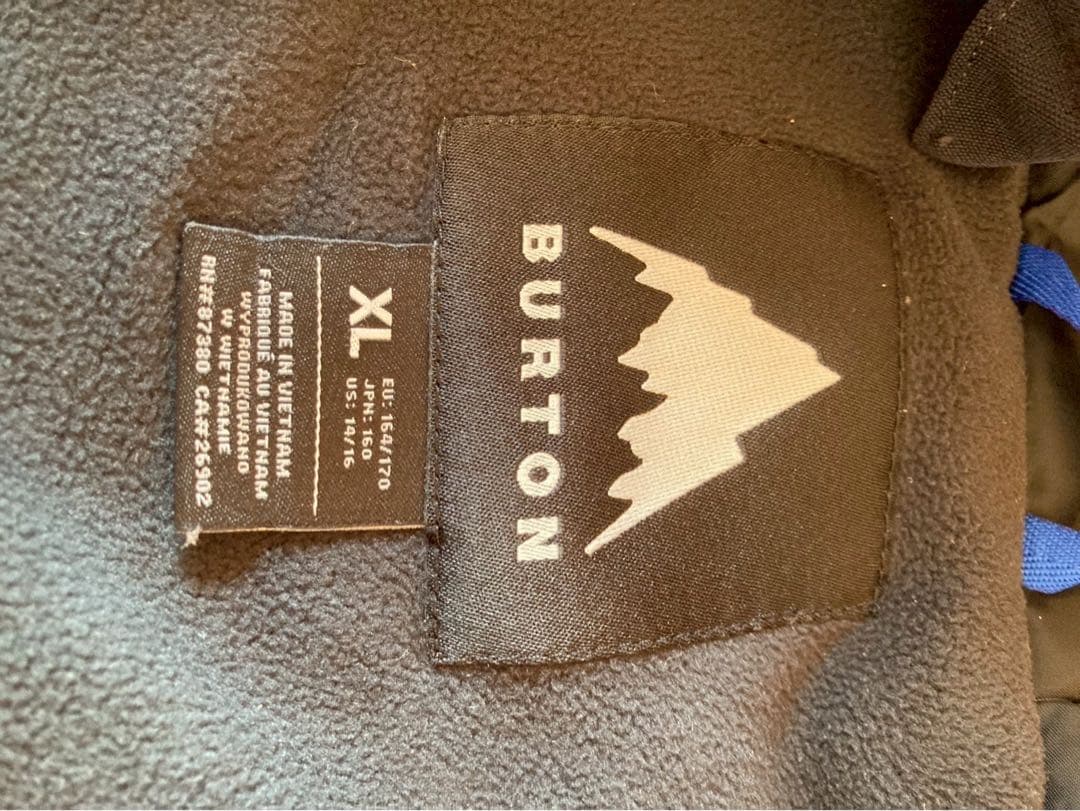 BURTON
XL
EU: 164/170
JPN: 160
US: 14/16
MADE IN VIETNAM
FABRIQUÉ AU VIETNAM
WYPRODUKOWANO
W WIETNAMIE
RN#87380 CA#26902